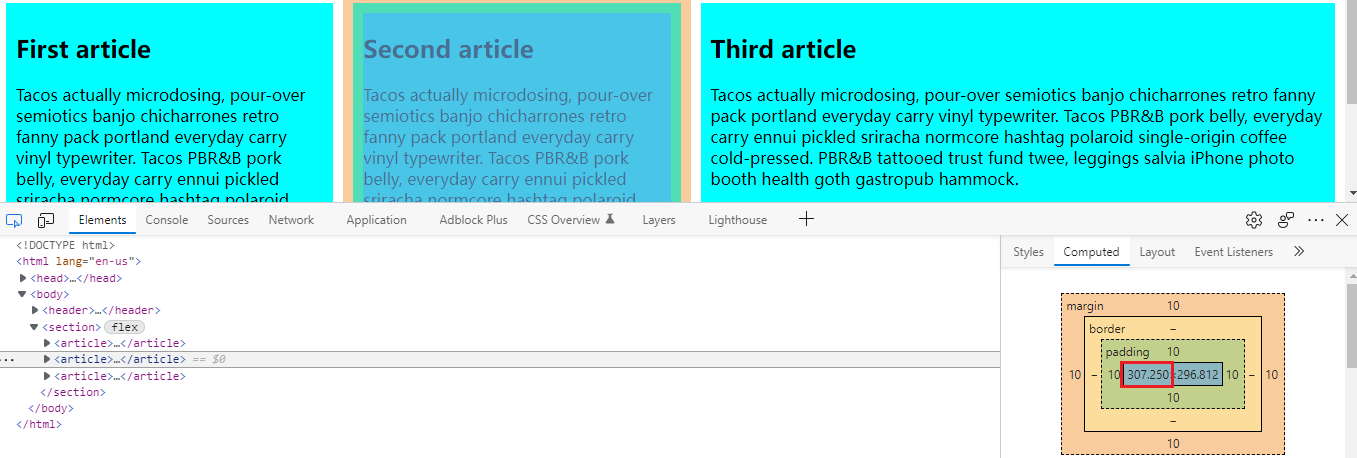 First article
Tacos actually microdosing, pour-over
semiotics banjo chicharrones retro
fanny pack portland everyday carry
vinyl typewriter. Tacos PBR&B pork
belly, everyday carry ennui pickled
sriracha normcore hashtag polaroid
Second article
Tacos actually microdosing, pour-over
semiotics banjo chicharrones retro
fanny pack portland everyday carry
vinyl typewriter. Tacos PBR&B pork
belly, everyday carry ennui pickled
sriracha normcore hashtag polaroid
Third article
Tacos actually microdosing, pour-over semiotics banjo chicharrones retro fanny
pack portland everyday carry vinyl typewriter. Tacos PBR&B pork belly, everyday
carry ennui pickled sriracha normcore hashtag polaroid single-origin coffee
cold-pressed. PBR&B tattooed trust fund twee, leggings salvia iPhone photo
booth health goth gastropub hammock.
Elements Console Sources Network Application Adblock Plus CSS Overview Layers Lighthouse
<!DOCTYPE html>
<html lang="en-us">
<head>…</head>
<body>
<header>…</header>
<section> flex
<article>…</article>
<article>…</article> == $0
<article>…</article>
</section>
</body>
</html>
Styles Computed Layout Event Listeners
margin 10
border –
padding 10
10 – 10 307.250×296.812 10 – 10
10
–
10